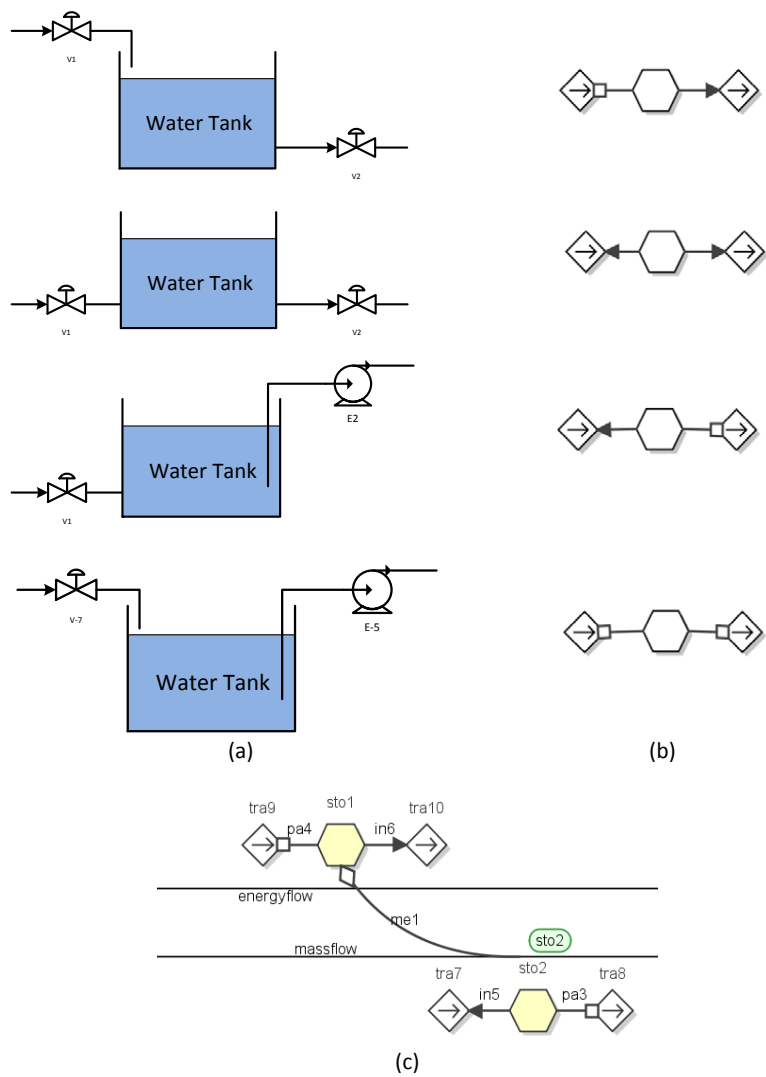 V1
Water Tank
V2
Water Tank
V1
V2
E2
Water Tank
V1
V-7
E-5
Water Tank
(a)
(b)
tra9
sto1
tra10
pa4
in6
energyflow
me1
massflow
sto2
tra7
sto2
tra8
in5
pa3
(c)